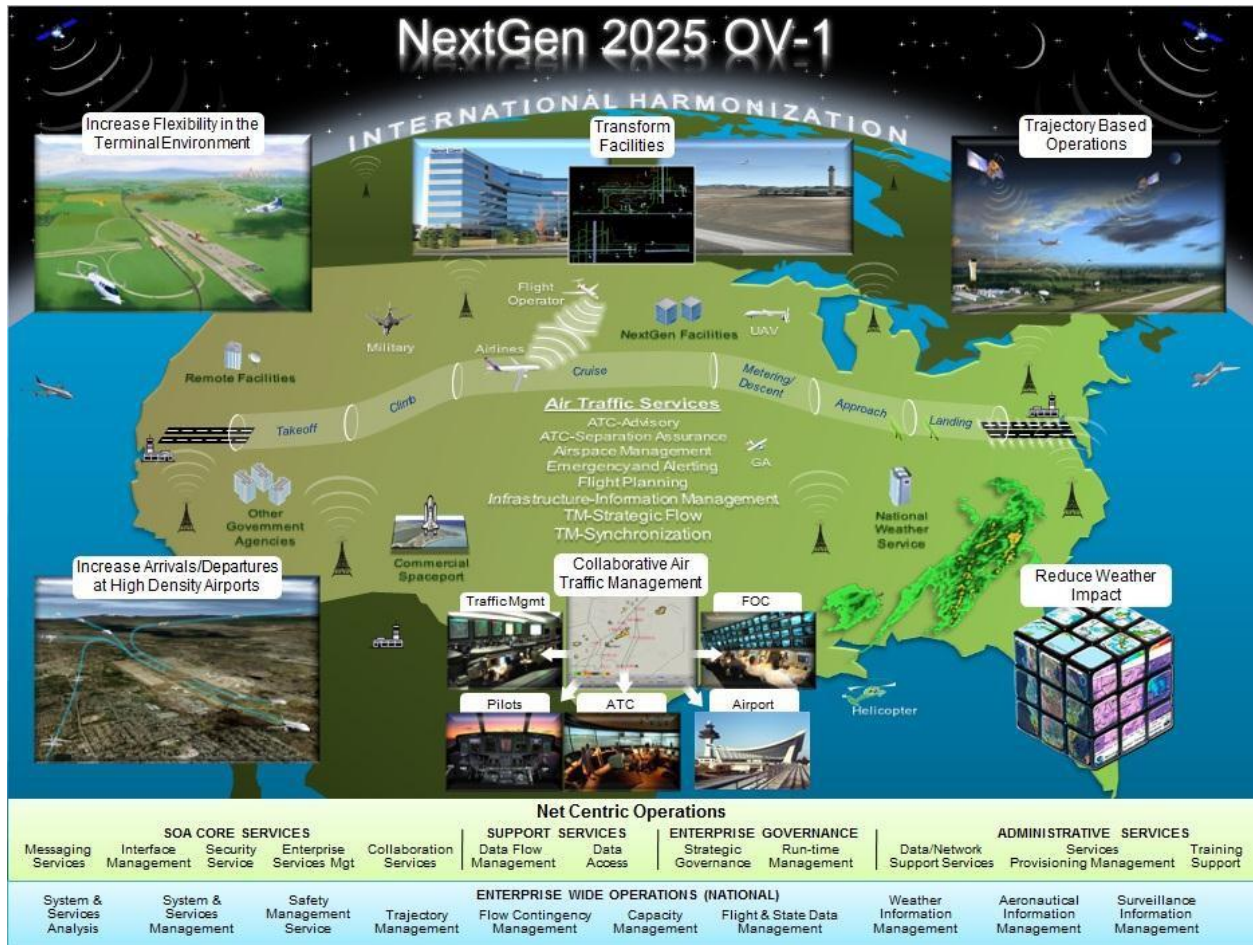 NextGen 2025 OV-1
INTERNATIONAL HARMONIZATION
Increase Flexibility in the
Terminal Environment
Transform
Facilities
Trajectory Based
Operations
Flight
Operator
Military
Airlines
NextGen Facilities
UAV
Remote Facilities
Takeoff
Climb
Cruise
Metering/
Descent
Approach
Landing
Air Traffic Services
ATC-Advisory
ATC-Separation Assurance
Airspace Management
Emergency and Alerting
Flight Planning
Infrastructure-Information Management
TM-Strategic Flow
TM-Synchronization
GA
Other
Government
Agencies
Commercial
Spaceport
National
Weather
Service
Increase Arrivals/Departures
at High Density Airports
Collaborative Air
Traffic Management
Reduce Weather
Impact
Traffic Mgmt
FOC
Pilots
ATC
Airport
Helicopter
Net Centric Operations
SOA CORE SERVICES
Messaging
Services
Interface
Management
Security
Service
Enterprise
Services Mgt
Collaboration
Services
SUPPORT SERVICES
Data Flow
Management
Data
Access
ENTERPRISE GOVERNANCE
Strategic
Governance
Run-time
Management
ADMINISTRATIVE SERVICES
Data/Network
Support Services
Services
Provisioning Management
Training
Support
ENTERPRISE WIDE OPERATIONS (NATIONAL)
System &
Services
Analysis
System &
Services
Management
Safety
Management
Service
Trajectory
Management
Flow Contingency
Management
Capacity
Management
Flight & State Data
Management
Weather
Information
Management
Aeronautical
Information
Management
Surveillance
Information
Management